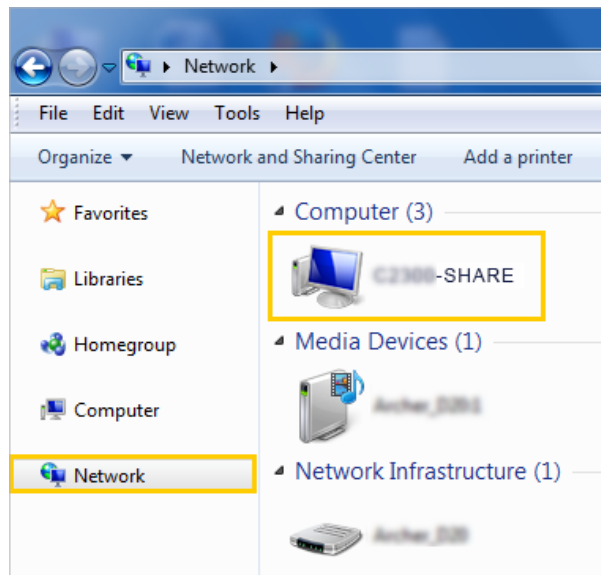 Network
File Edit View Tools Help
Organize Network and Sharing Center Add a printer
Favorites
Libraries
Homegroup
Computer
Network
Computer (3)
-SHARE
Media Devices (1)
Network Infrastructure (1)